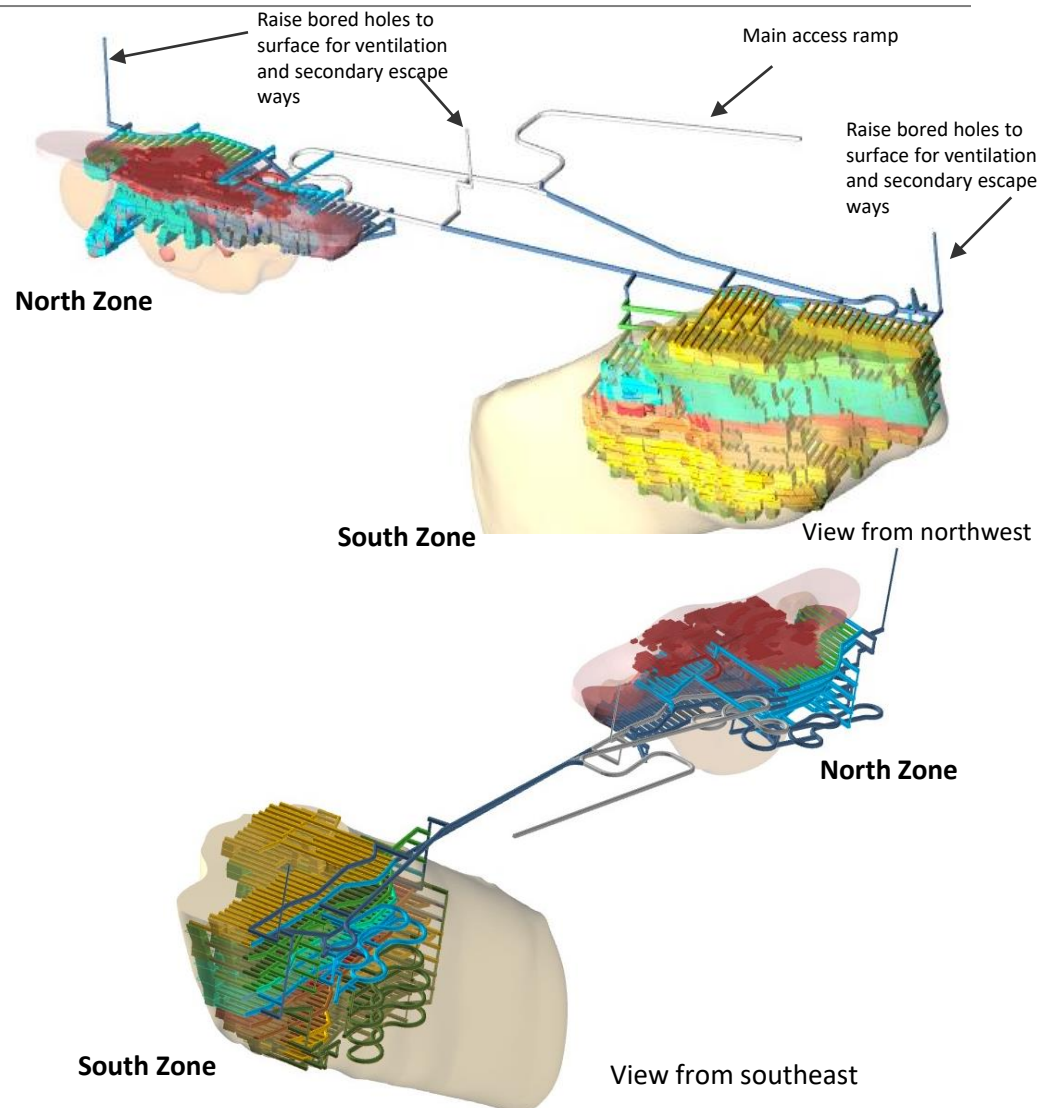 Raise bored holes to
surface for ventilation
and secondary escape
ways
Main access ramp
Raise bored holes to
surface for ventilation
and secondary escape
ways
North Zone
South Zone
View from northwest
North Zone
South Zone
View from southeast